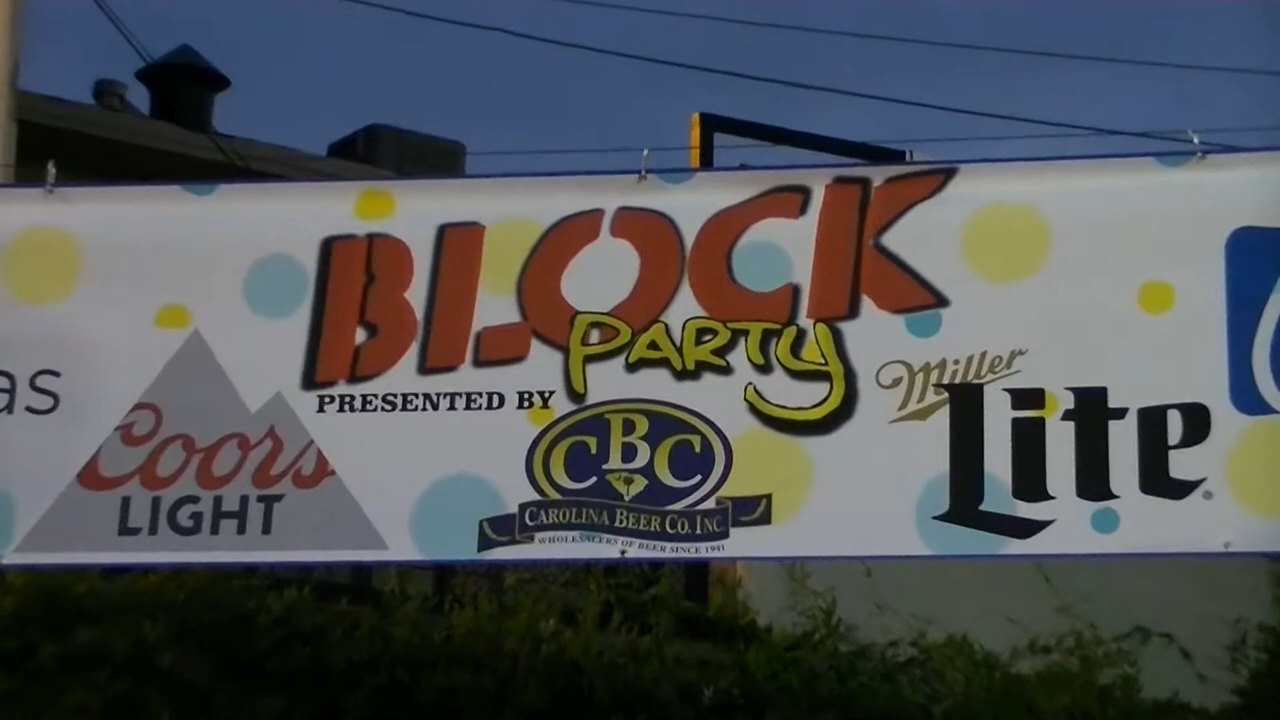 BLOCK
PARTY
PRESENTED BY
as
Coors
LIGHT
CBC
CAROLINA BEER CO. INC.
WHOLESALERS OF BEER SINCE 1941
Miller
Lite